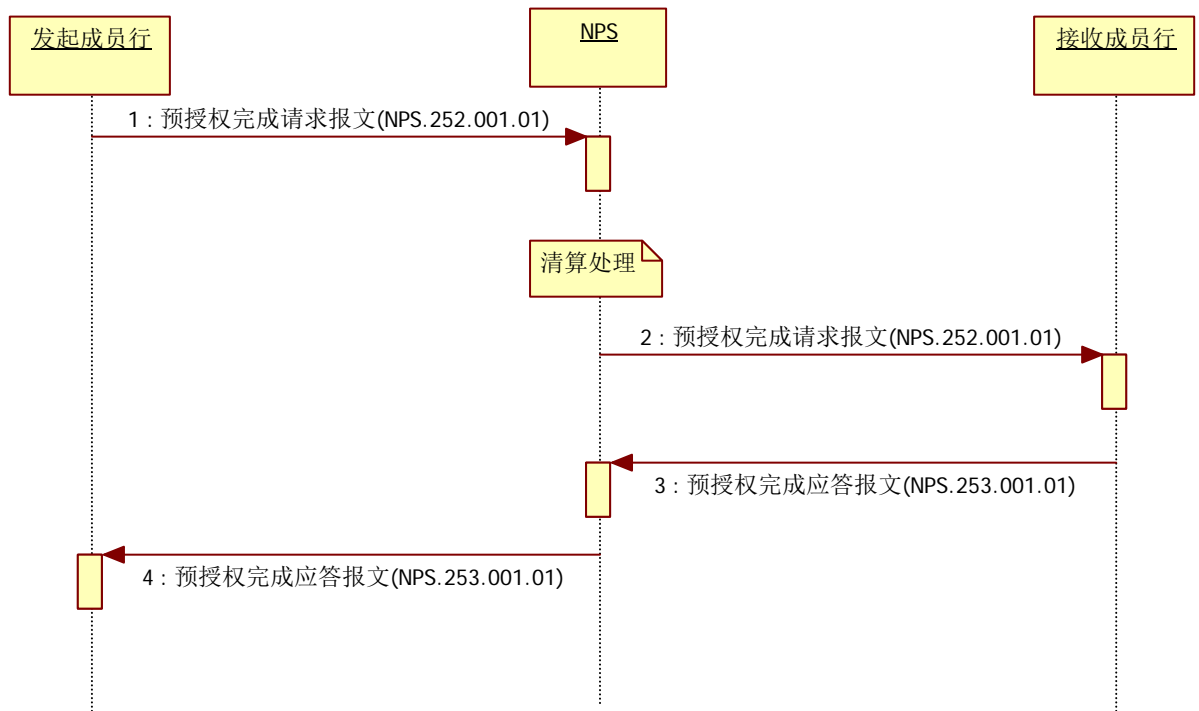 发起成员行
NPS
接收成员行
1 : 预授权完成请求报文(NPS.252.001.01)
清算处理
2 : 预授权完成请求报文(NPS.252.001.01)
3 : 预授权完成应答报文(NPS.253.001.01)
4 : 预授权完成应答报文(NPS.253.001.01)